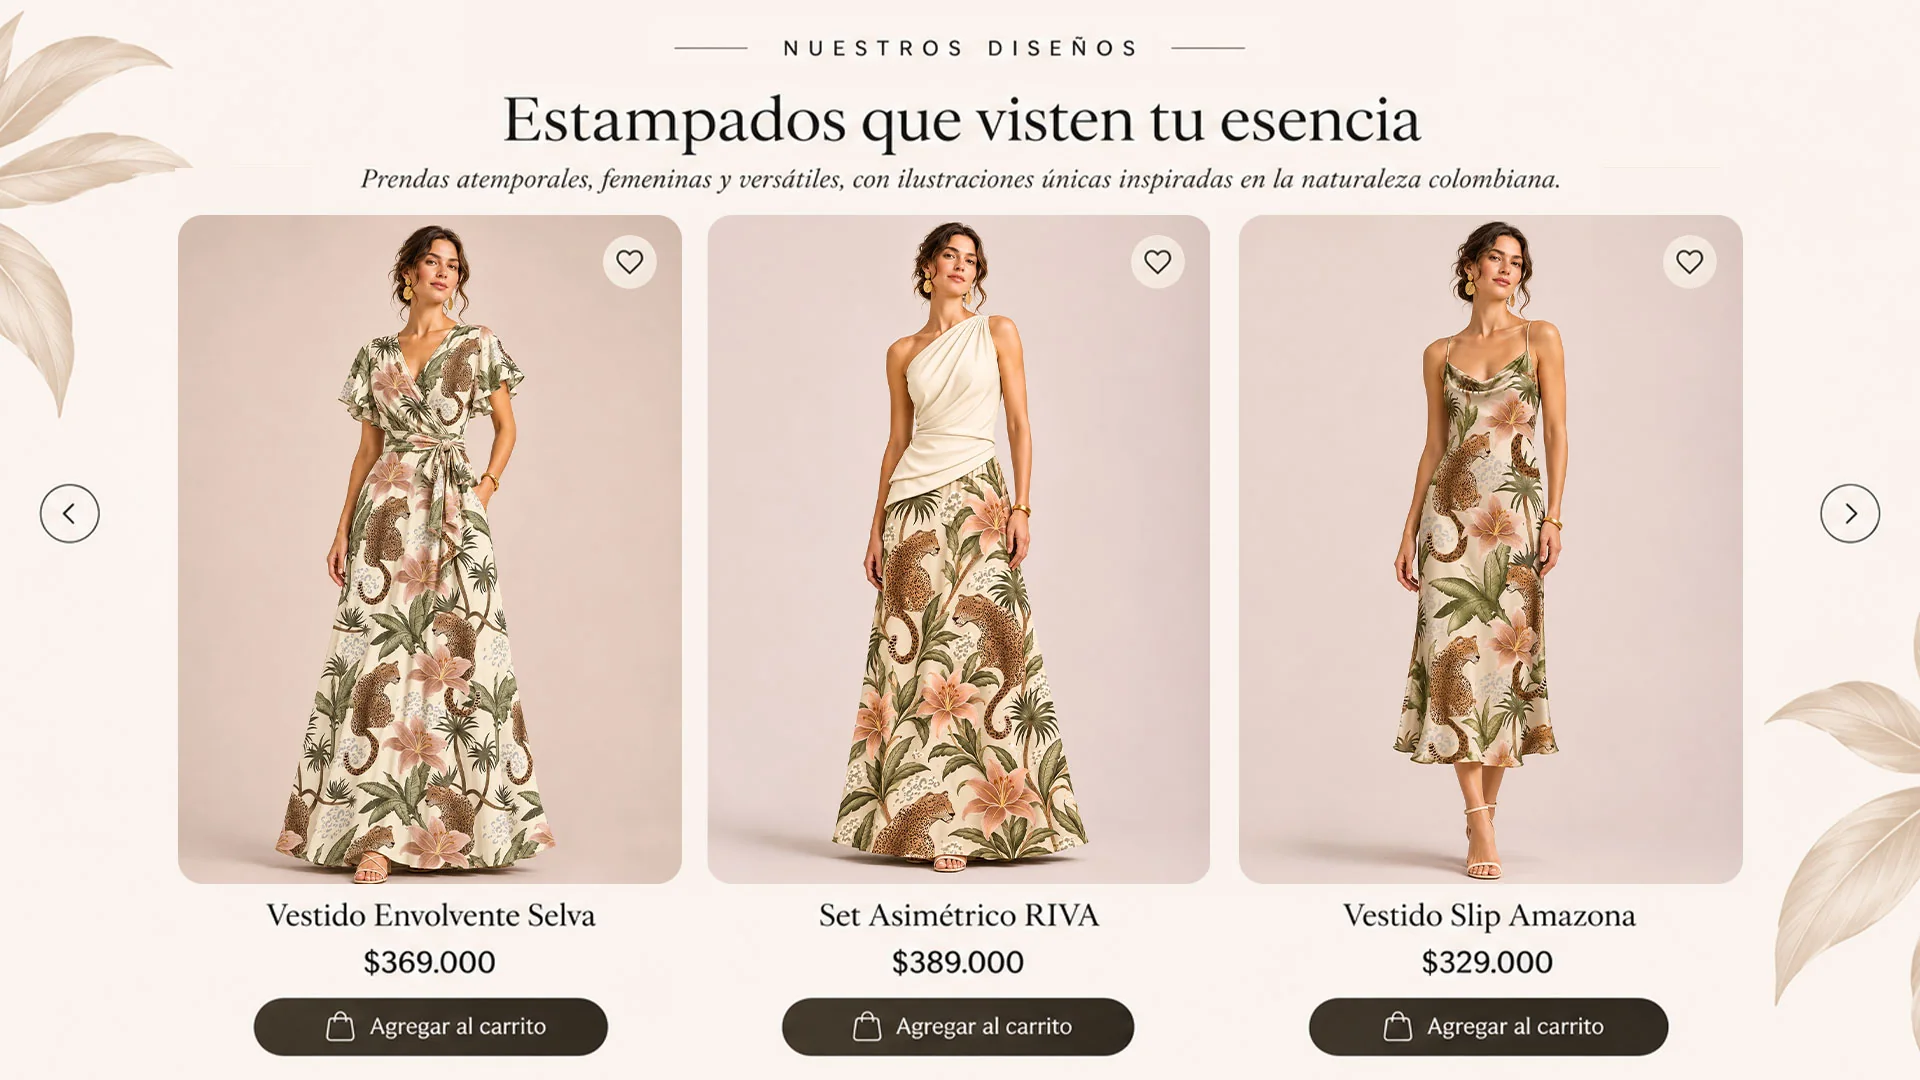 NUESTROS DISEÑOS
Estampados que visten tu esencia
Prendas atemporales, femeninas y versátiles, con ilustraciones únicas inspiradas en la naturaleza colombiana.
Vestido Envolvente Selva
$369.000
Agregar al carrito
Set Asimétrico RIVA
$389.000
Agregar al carrito
Vestido Slip Amazona
$329.000
Agregar al carrito